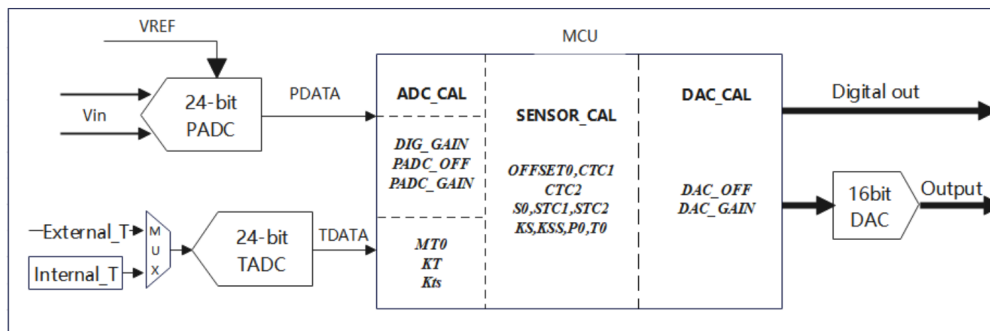 VREF
Vin
24-bit
PADC
PDATA
External_T
Internal_T
M
U
X
24-bit
TADC
TDATA
MCU
ADC_CAL
DIG_GAIN
PADC_OFF
PADC_GAIN
MT0
KT
Kts
SENSOR_CAL
OFFSET0,CTC1
CTC2
S0,STC1,STC2
KS,KSS,P0,T0
DAC_CAL
DAC_OFF
DAC_GAIN
Digital out
16bit
DAC
Output